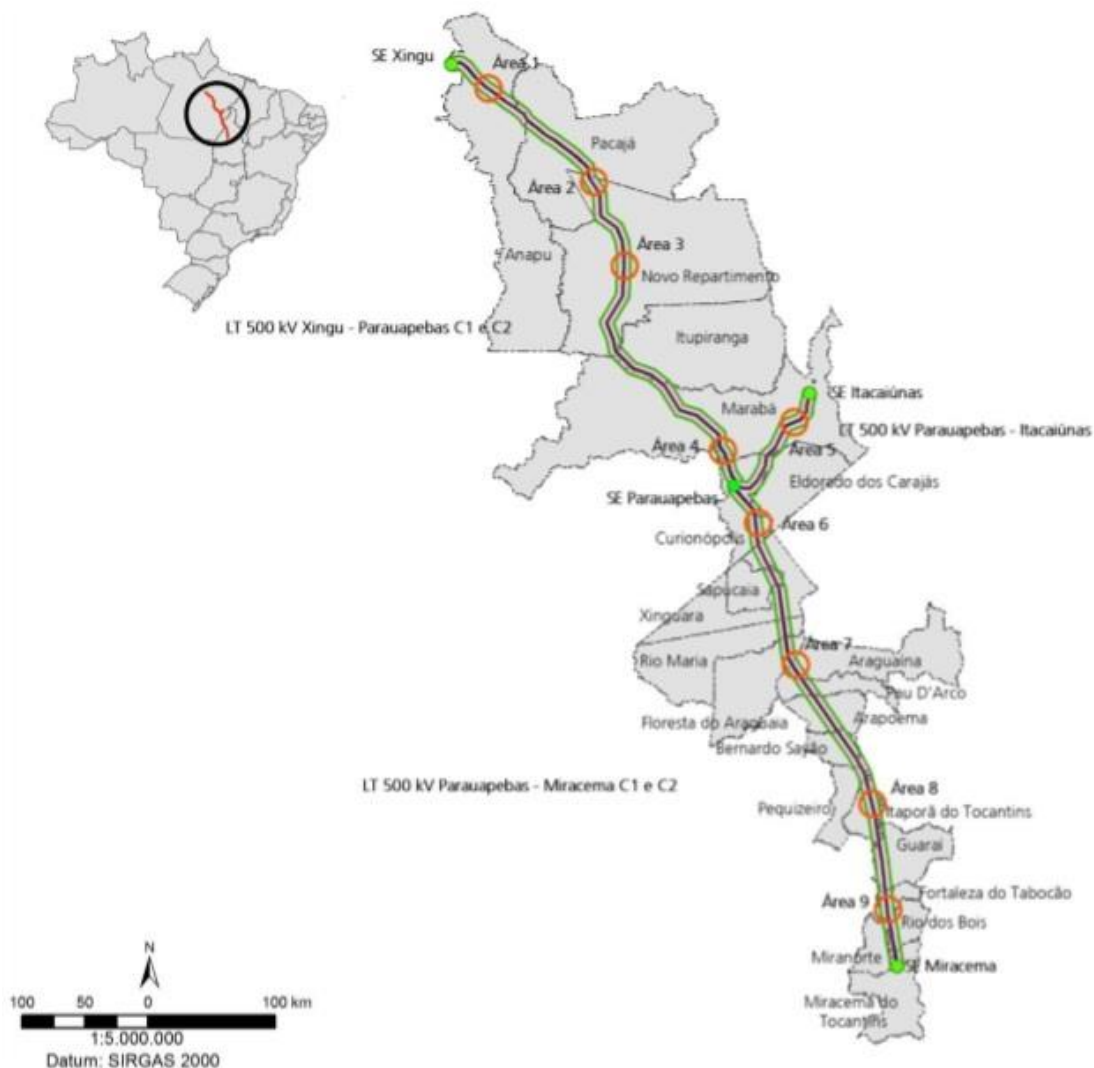 SE Xingu
Área 1
Pacajá
Área 2
Área 3
Anapu
Novo Repartimento
LT 500 kV Xingu - Parauapebas C1 e C2
Itupiranga
SE Itacaiúnas
Marabá
LT 500 kV Parauapebas - Itacaiúnas
Área 4
Área 5
Eldorado dos Carajás
SE Parauapebas
Área 6
Curionópolis
Sapucaia
Xinguara
Área 7
Rio Maria
Araguaína
Pau D'Arco
Floresta do Araguaia
Arapoema
Bernardo Sayão
LT 500 kV Parauapebas - Miracema C1 e C2
Área 8
Pequizeiro
Itaporã do Tocantins
Guaraí
Fortaleza do Tabocão
Área 9
Rio dos Bois
Miranorte
SE Miracema
Miracema do
Tocantins
N
100 50 0 100 km
1:5.000.000
Datum: SIRGAS 2000